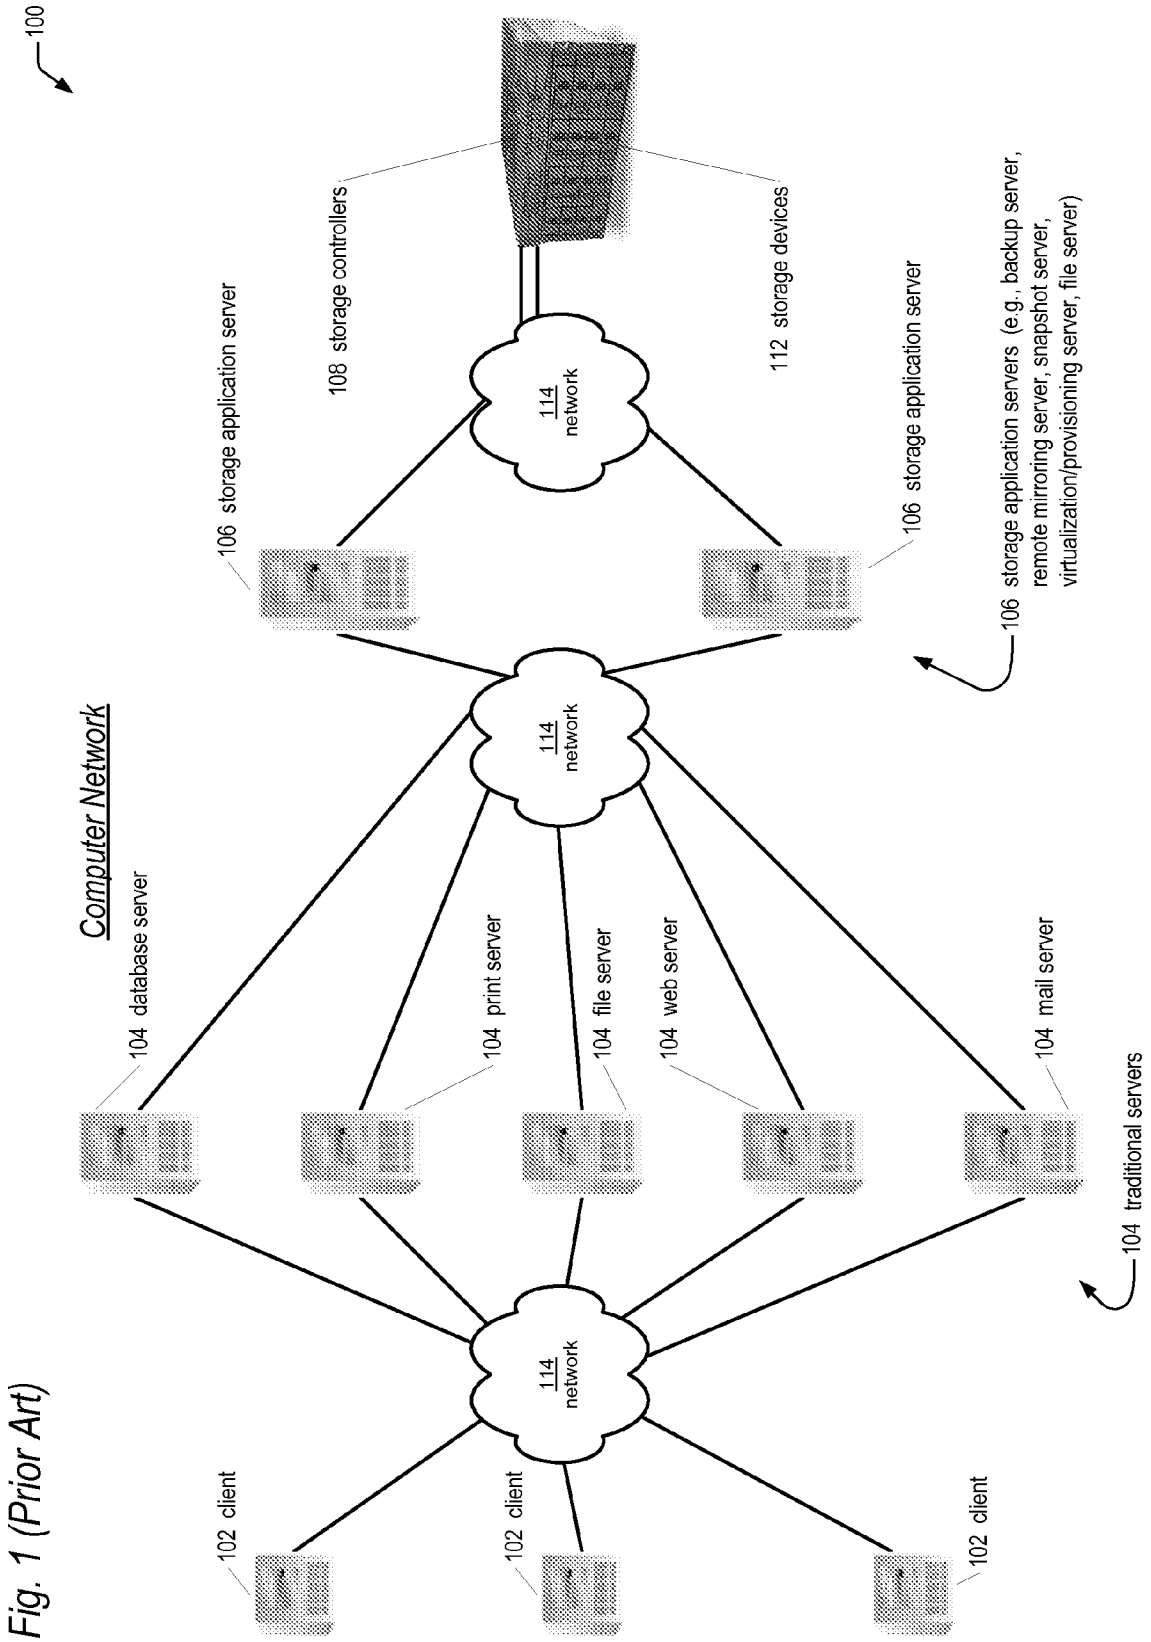 Fig. 1 (Prior Art)
Computer Network
100
102 client
102 client
102 client
114
network
104 database server
104 print server
104 file server
104 web server
104 mail server
104 traditional servers
114
network
106 storage application server
106 storage application server
106 storage application servers (e.g., backup server,
remote mirroring server, snapshot server,
virtualization/provisioning server, file server)
114
network
108 storage controllers
112 storage devices